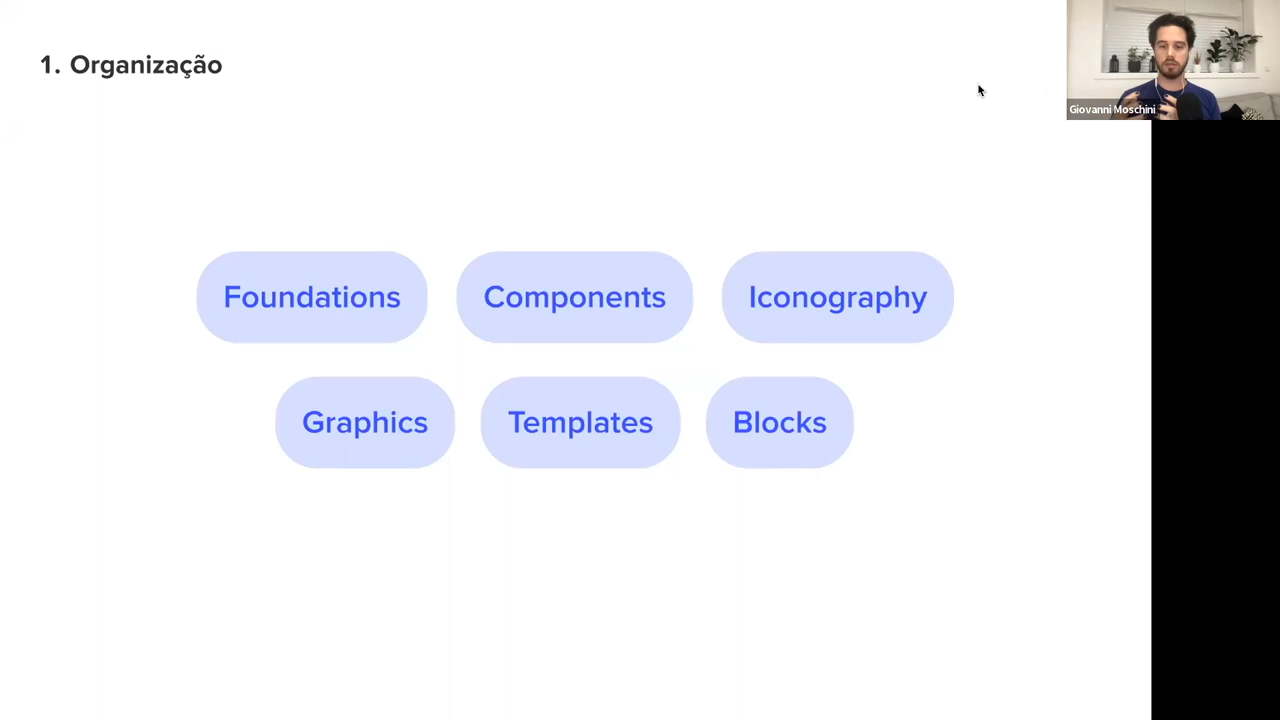 1. Organização
Giovanni Moschini
Foundations Components Iconography
Graphics Templates Blocks